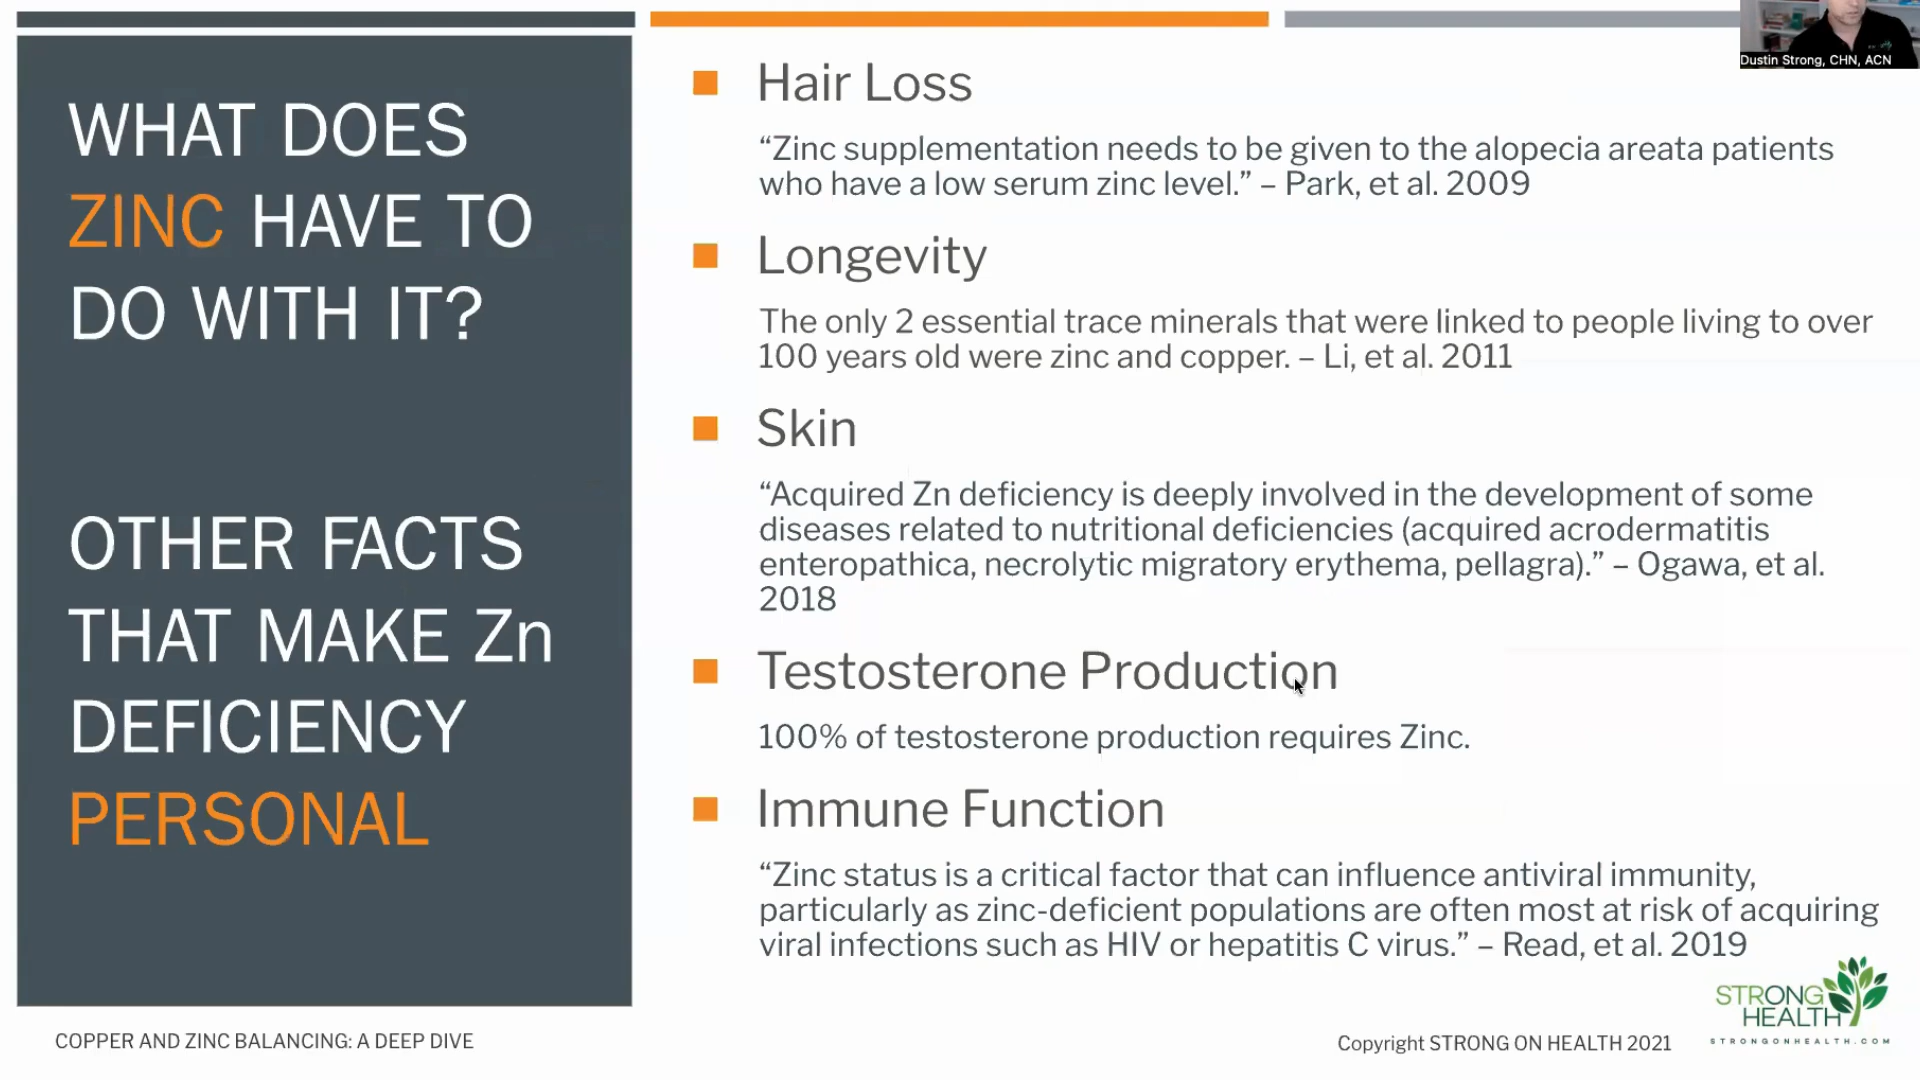 WHAT DOES
ZINC HAVE TO
DO WITH IT?
OTHER FACTS
THAT MAKE Zn
DEFICIENCY
PERSONAL
Hair Loss
“Zinc supplementation needs to be given to the alopecia areata patients
who have a low serum zinc level.” – Park, et al. 2009
Longevity
The only 2 essential trace minerals that were linked to people living to over
100 years old were zinc and copper. – Li, et al. 2011
Skin
“Acquired Zn deficiency is deeply involved in the development of some
diseases related to nutritional deficiencies (acquired acrodermatitis
enteropathica, necrolytic migratory erythema, pellagra).” – Ogawa, et al.
2018
Testosterone Production
100% of testosterone production requires Zinc.
Immune Function
“Zinc status is a critical factor that can influence antiviral immunity,
particularly as zinc-deficient populations are often most at risk of acquiring
viral infections such as HIV or hepatitis C virus.” – Read, et al. 2019
Dustin Strong, CHN, ACN
COPPER AND ZINC BALANCING: A DEEP DIVE
Copyright STRONG ON HEALTH 2021
STRONG
HEALTH
STRONGONHEALTH.COM